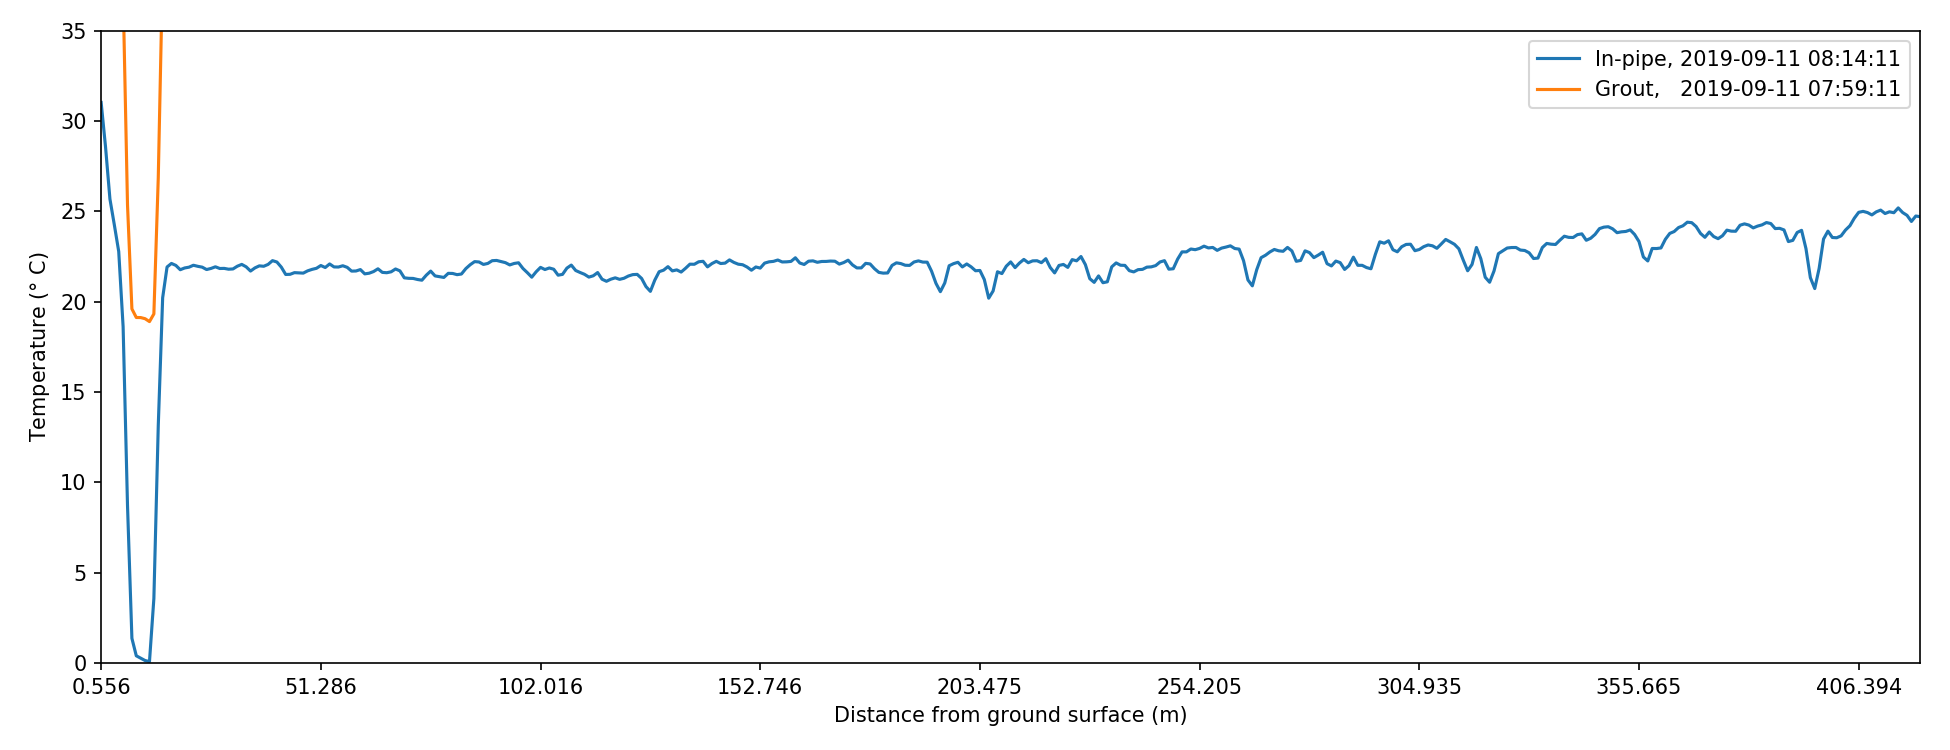 35
30
25
20
15
10
5
0
Temperature (° C)
In-pipe, 2019-09-11 08:14:11
Grout,   2019-09-11 07:59:11
0.556 51.286 102.016 152.746 203.475 254.205 304.935 355.665 406.394
Distance from ground surface (m)